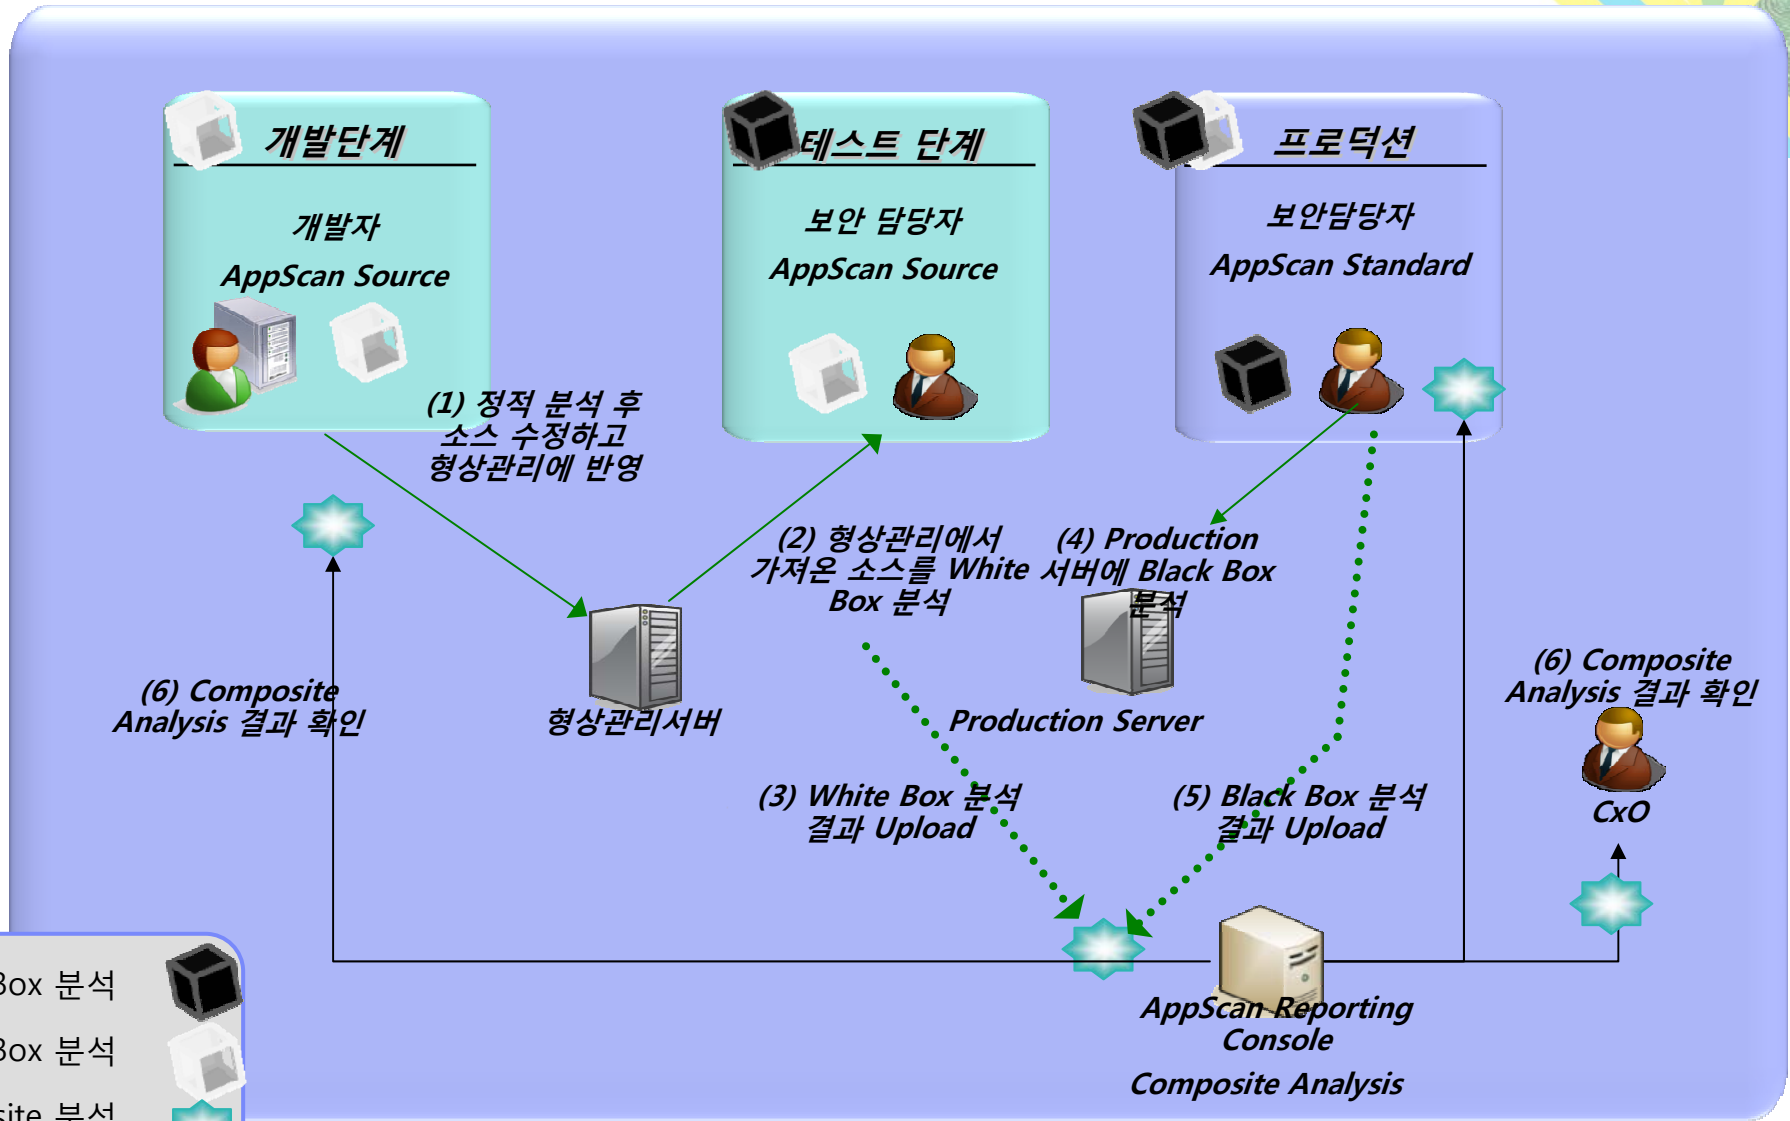 개발단계
개발자
AppScan Source
테스트 단계
보안 담당자
AppScan Source
프로덕션
보안담당자
AppScan Standard
(1) 정적 분석 후
소스 수정하고
형상관리에 반영
(2) 형상관리에서
가져온 소스를 White
Box 분석
(4) Production
서버에 Black Box
분석
형상관리서버
Production Server
(6) Composite
Analysis 결과 확인
(6) Composite
Analysis 결과 확인
CxO
(3) White Box 분석
결과 Upload
(5) Black Box 분석
결과 Upload
AppScan Reporting
Console
Composite Analysis
Box 분석
Box 분석
site 분석